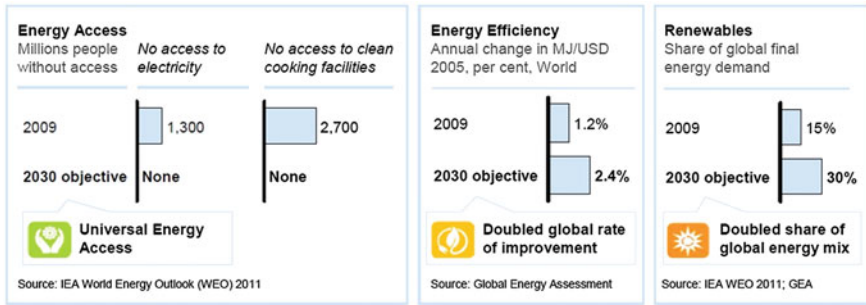 Energy Access
Millions people
without access
No access to
electricity
No access to clean
cooking facilities
2009
1,300
2,700
2030 objective
None
None
Universal Energy
Access
Source: IEA World Energy Outlook (WEO) 2011
Energy Efficiency
Annual change in MJ/USD
2005, per cent, World
2009
1.2%
2030 objective
2.4%
Doubled global rate
of improvement
Source: Global Energy Assessment
Renewables
Share of global final
energy demand
2009
15%
2030 objective
30%
Doubled share of
global energy mix
Source: IEA WEO 2011; GEA